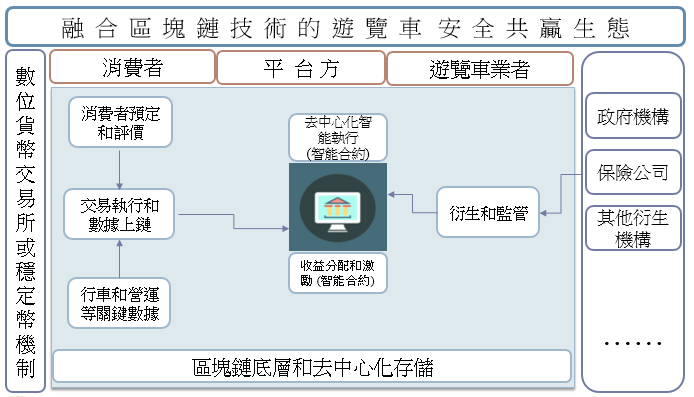 融合區塊鏈技術的遊覽車安全共贏生態
數位貨幣交易所或穩定幣機制
消費者
平台方
遊覽車業者
消費者預定
和評價
交易執行和
數據上鏈
行車和營運
等關鍵數據
去中心化智
能執行
(智能合約)
收益分配和激
勵 (智能合約)
衍生和監管
區塊鏈底層和去中心化存儲
政府機構
保險公司
其他衍生
機構
······